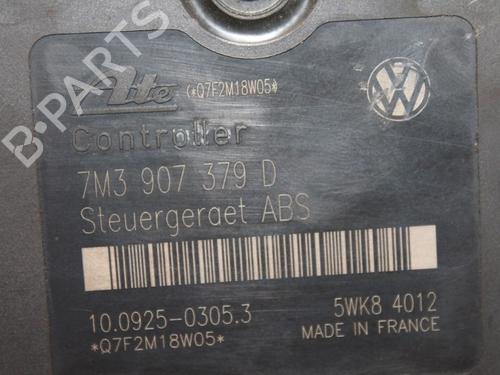 B-PARTS
Ate (*Q7F2M18W05*)
Controller
7M3 907 379 D
Steuergeraet ABS
10.0925-0305.3 5WK8 4012
*Q7F2M18W05* MADE IN FRANCE